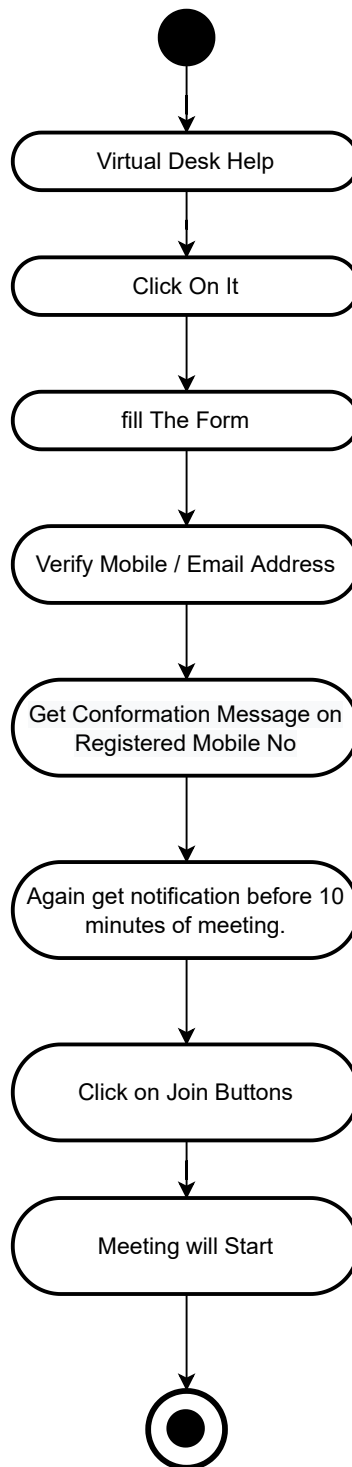 Virtual Desk Help
Click On It
fill The Form
Verify Mobile / Email Address
Get Conformation Message on
Registered Mobile No
Again get notification before 10
minutes of meeting.
Click on Join Buttons
Meeting will Start